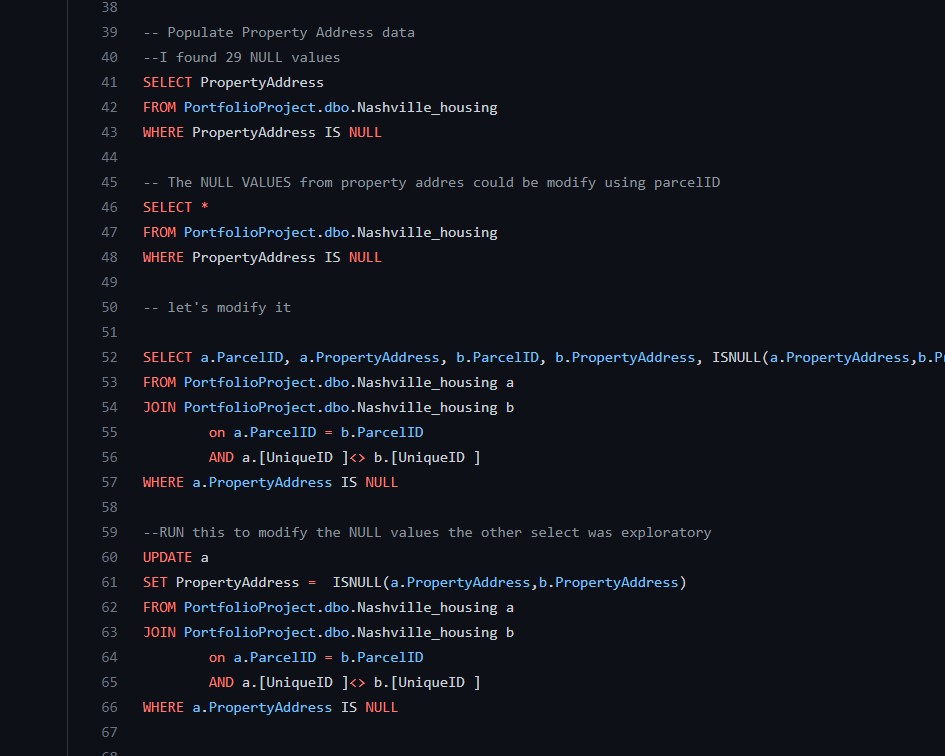 38
39 -- Populate Property Address data
40 --I found 29 NULL values
41 SELECT PropertyAddress
42 FROM PortfolioProject.dbo.Nashville_housing
43 WHERE PropertyAddress IS NULL
44
45 -- The NULL VALUES from property addres could be modify using parcelID
46 SELECT *
47 FROM PortfolioProject.dbo.Nashville_housing
48 WHERE PropertyAddress IS NULL
49
50 -- let's modify it
51
52 SELECT a.ParcelID, a.PropertyAddress, b.ParcelID, b.PropertyAddress, ISNULL(a.PropertyAddress,b.P
53 FROM PortfolioProject.dbo.Nashville_housing a
54 JOIN PortfolioProject.dbo.Nashville_housing b
55 on a.ParcelID = b.ParcelID
56 AND a.[UniqueID ]<> b.[UniqueID ]
57 WHERE a.PropertyAddress IS NULL
58
59 --RUN this to modify the NULL values the other select was exploratory
60 UPDATE a
61 SET PropertyAddress =  ISNULL(a.PropertyAddress,b.PropertyAddress)
62 FROM PortfolioProject.dbo.Nashville_housing a
63 JOIN PortfolioProject.dbo.Nashville_housing b
64 on a.ParcelID = b.ParcelID
65 AND a.[UniqueID ]<> b.[UniqueID ]
66 WHERE a.PropertyAddress IS NULL
67